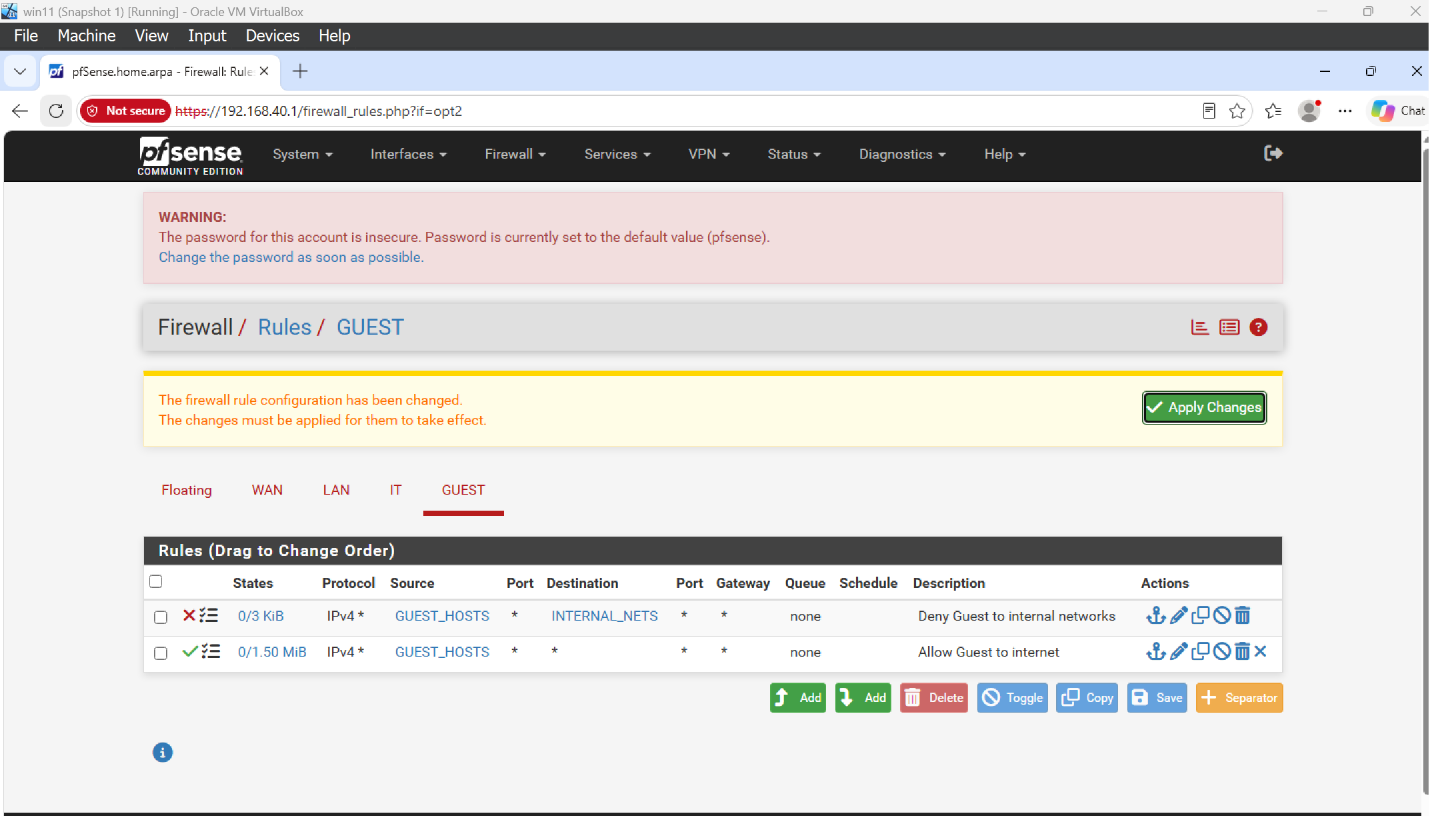 win11 (Snapshot 1) [Running] - Oracle VM VirtualBox
File Machine View Input Devices Help
pfSense.home.arpa - Firewall: Rule
Not secure https://192.168.40.1/firewall_rules.php?if=opt2 Chat
pfsense System Interfaces Firewall Services VPN Status Diagnostics Help
COMMUNITY EDITION
WARNING:
The password for this account is insecure. Password is currently set to the default value (pfsense).
Change the password as soon as possible.
Firewall / Rules / GUEST
The firewall rule configuration has been changed.
The changes must be applied for them to take effect.
Apply Changes
Floating WAN LAN IT GUEST
Rules (Drag to Change Order)
States Protocol Source Port Destination Port Gateway Queue Schedule Description Actions
0/3 KiB IPv4 * GUEST_HOSTS * INTERNAL_NETS * * none Deny Guest to internal networks
0/1.50 MiB IPv4 * GUEST_HOSTS * * * * none Allow Guest to internet
Add Add Delete Toggle Copy Save Separator